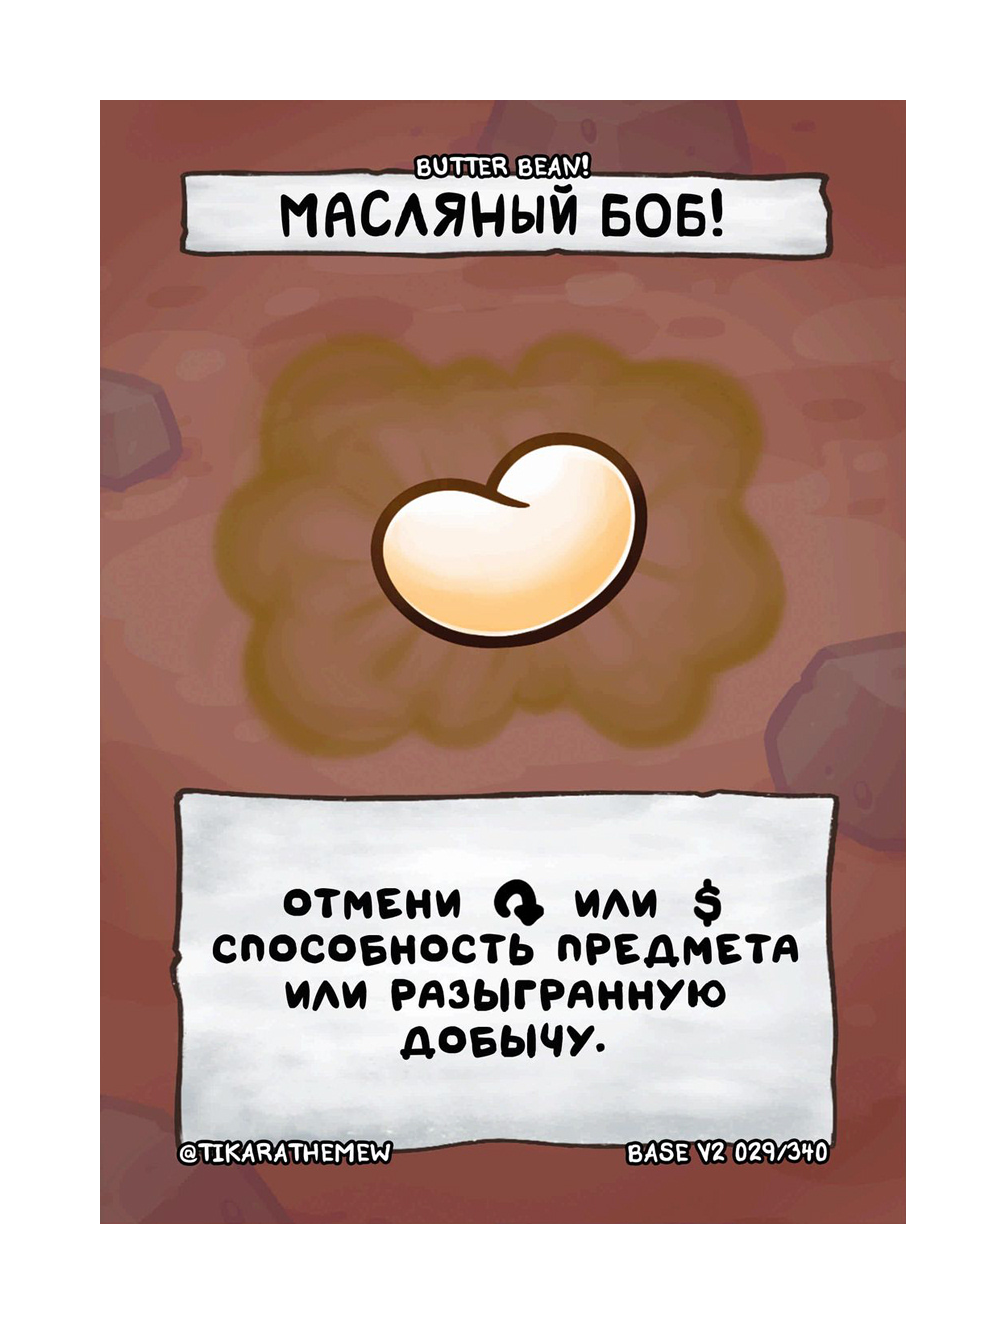 BUTTER BEAN!
МАСЛЯНЫЙ БОБ!
ОТМЕНИ ИЛИ $
СПОСОБНОСТЬ ПРЕДМЕТА
ИЛИ РАЗЫГРАННУЮ
ДОБЫЧУ.
@TIKARATHEMEW
BASE V2 029/340